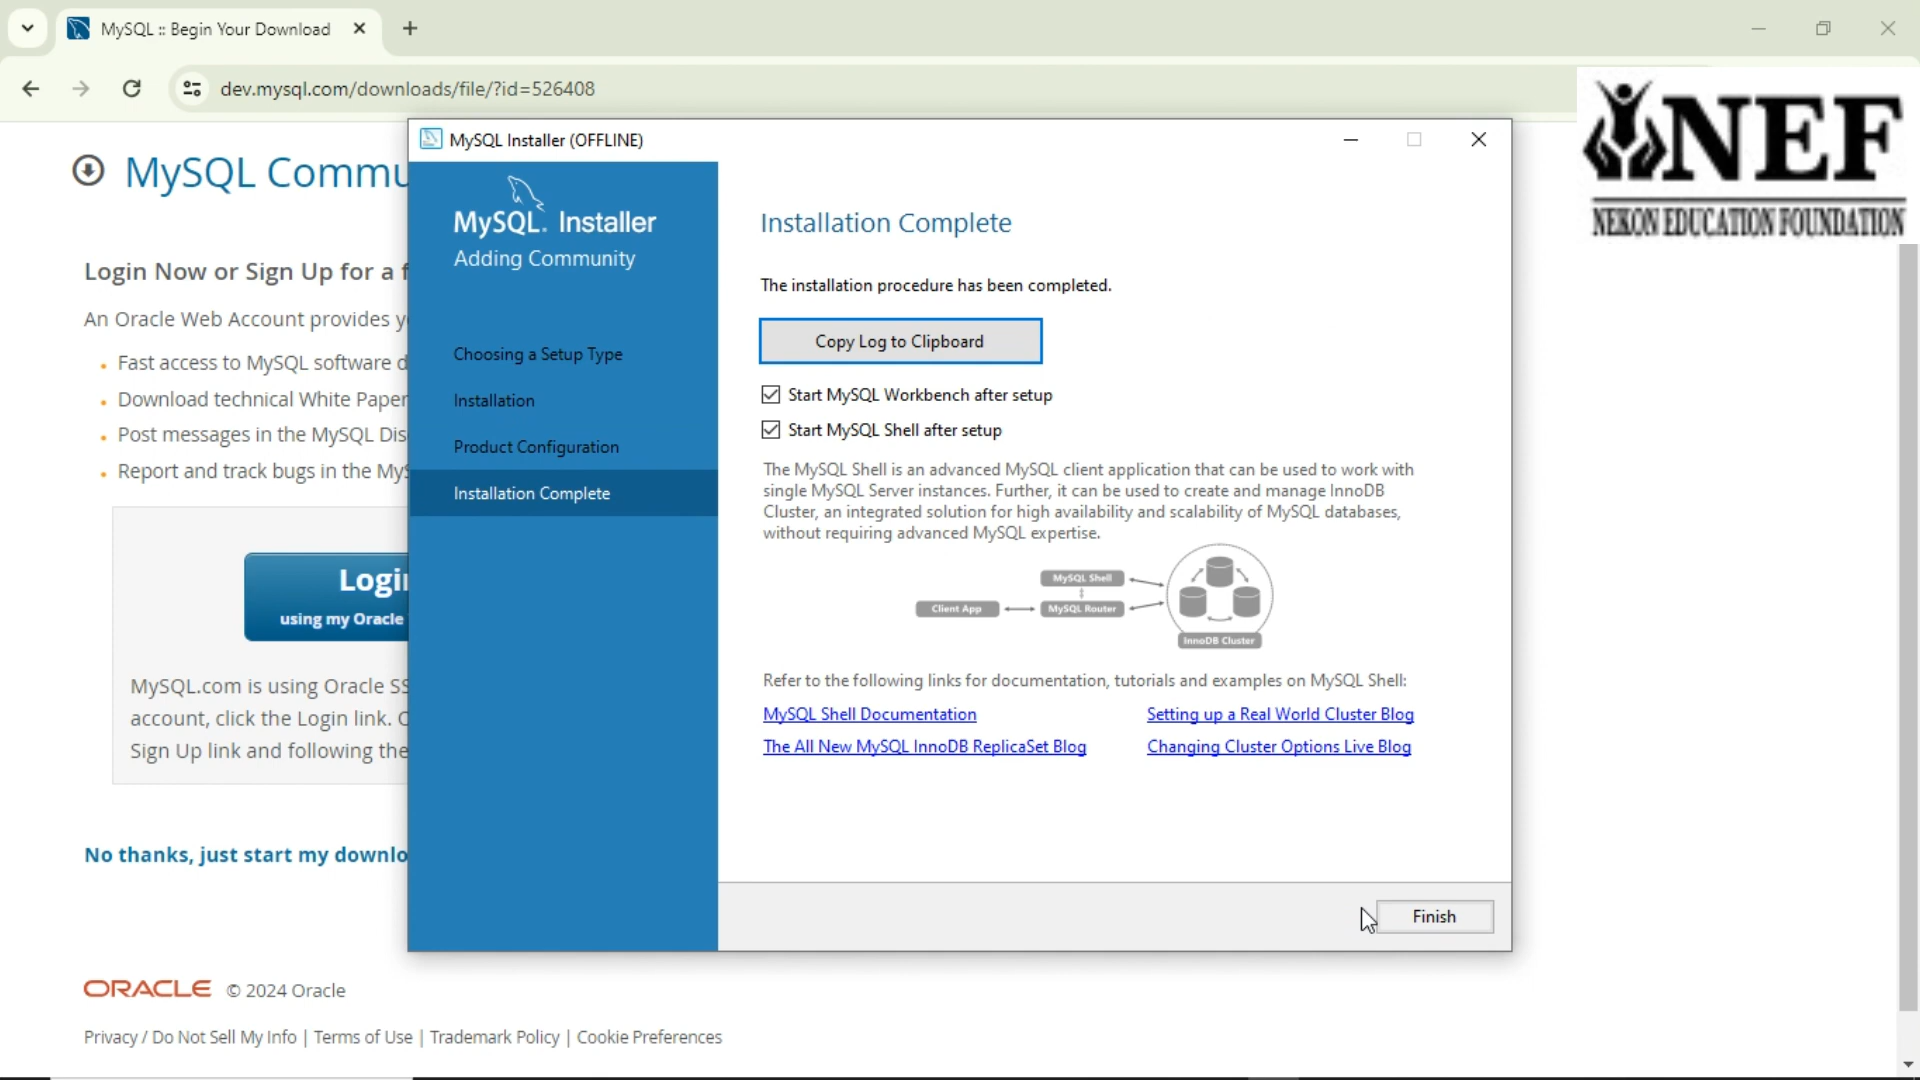 MySQL :: Begin Your Download
dev.mysql.com/downloads/file/?id=526408
NEF
NEKON EDUCATION FOUNDATION
MySQL Commu
Login Now or Sign Up for a f
An Oracle Web Account provides y
Fast access to MySQL software d
Download technical White Paper
Post messages in the MySQL Dis
Report and track bugs in the MyS
Login
using my Oracle
MySQL.com is using Oracle SS
account, click the Login link. O
Sign Up link and following the
No thanks, just start my downlo
ORACLE © 2024 Oracle
Privacy / Do Not Sell My Info | Terms of Use | Trademark Policy | Cookie Preferences
MySQL Installer (OFFLINE)
MySQL. Installer
Adding Community
Choosing a Setup Type
Installation
Product Configuration
Installation Complete
Installation Complete
The installation procedure has been completed.
Copy Log to Clipboard
Start MySQL Workbench after setup
Start MySQL Shell after setup
The MySQL Shell is an advanced MySQL client application that can be used to work with
single MySQL Server instances. Further, it can be used to create and manage InnoDB
Cluster, an integrated solution for high availability and scalability of MySQL databases,
without requiring advanced MySQL expertise.
MySQL Shell
Client App
MySQL Router
InnoDB Cluster
Refer to the following links for documentation, tutorials and examples on MySQL Shell:
MySQL Shell Documentation
Setting up a Real World Cluster Blog
The All New MySQL InnoDB ReplicaSet Blog
Changing Cluster Options Live Blog
Finish